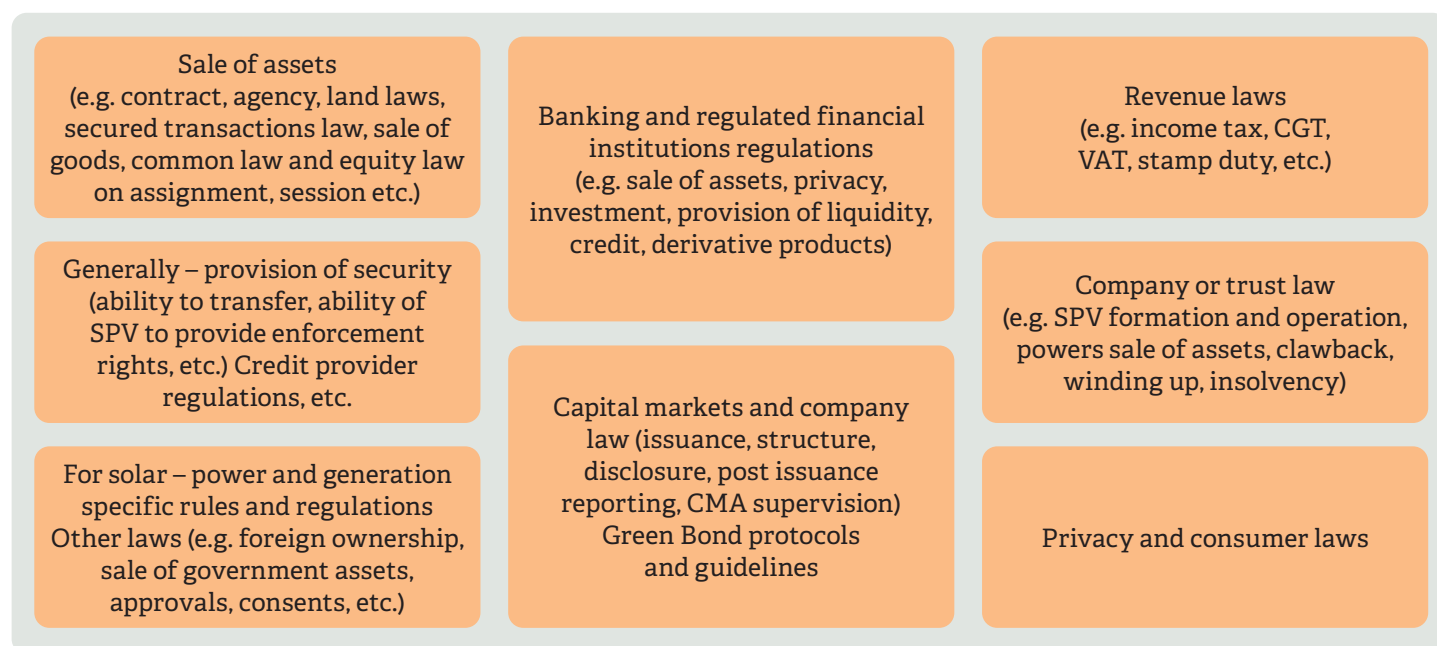 Sale of assets
(e.g. contract, agency, land laws,
secured transactions law, sale of
goods, common law and equity law
on assignment, session etc.)
Generally – provision of security
(ability to transfer, ability of
SPV to provide enforcement
rights, etc.) Credit provider
regulations, etc.
For solar – power and generation
specific rules and regulations
Other laws (e.g. foreign ownership,
sale of government assets,
approvals, consents, etc.)
Banking and regulated financial
institutions regulations
(e.g. sale of assets, privacy,
investment, provision of liquidity,
credit, derivative products)
Capital markets and company
law (issuance, structure,
disclosure, post issuance
reporting, CMA supervision)
Green Bond protocols
and guidelines
Revenue laws
(e.g. income tax, CGT,
VAT, stamp duty, etc.)
Company or trust law
(e.g. SPV formation and operation,
powers sale of assets, clawback,
winding up, insolvency)
Privacy and consumer laws